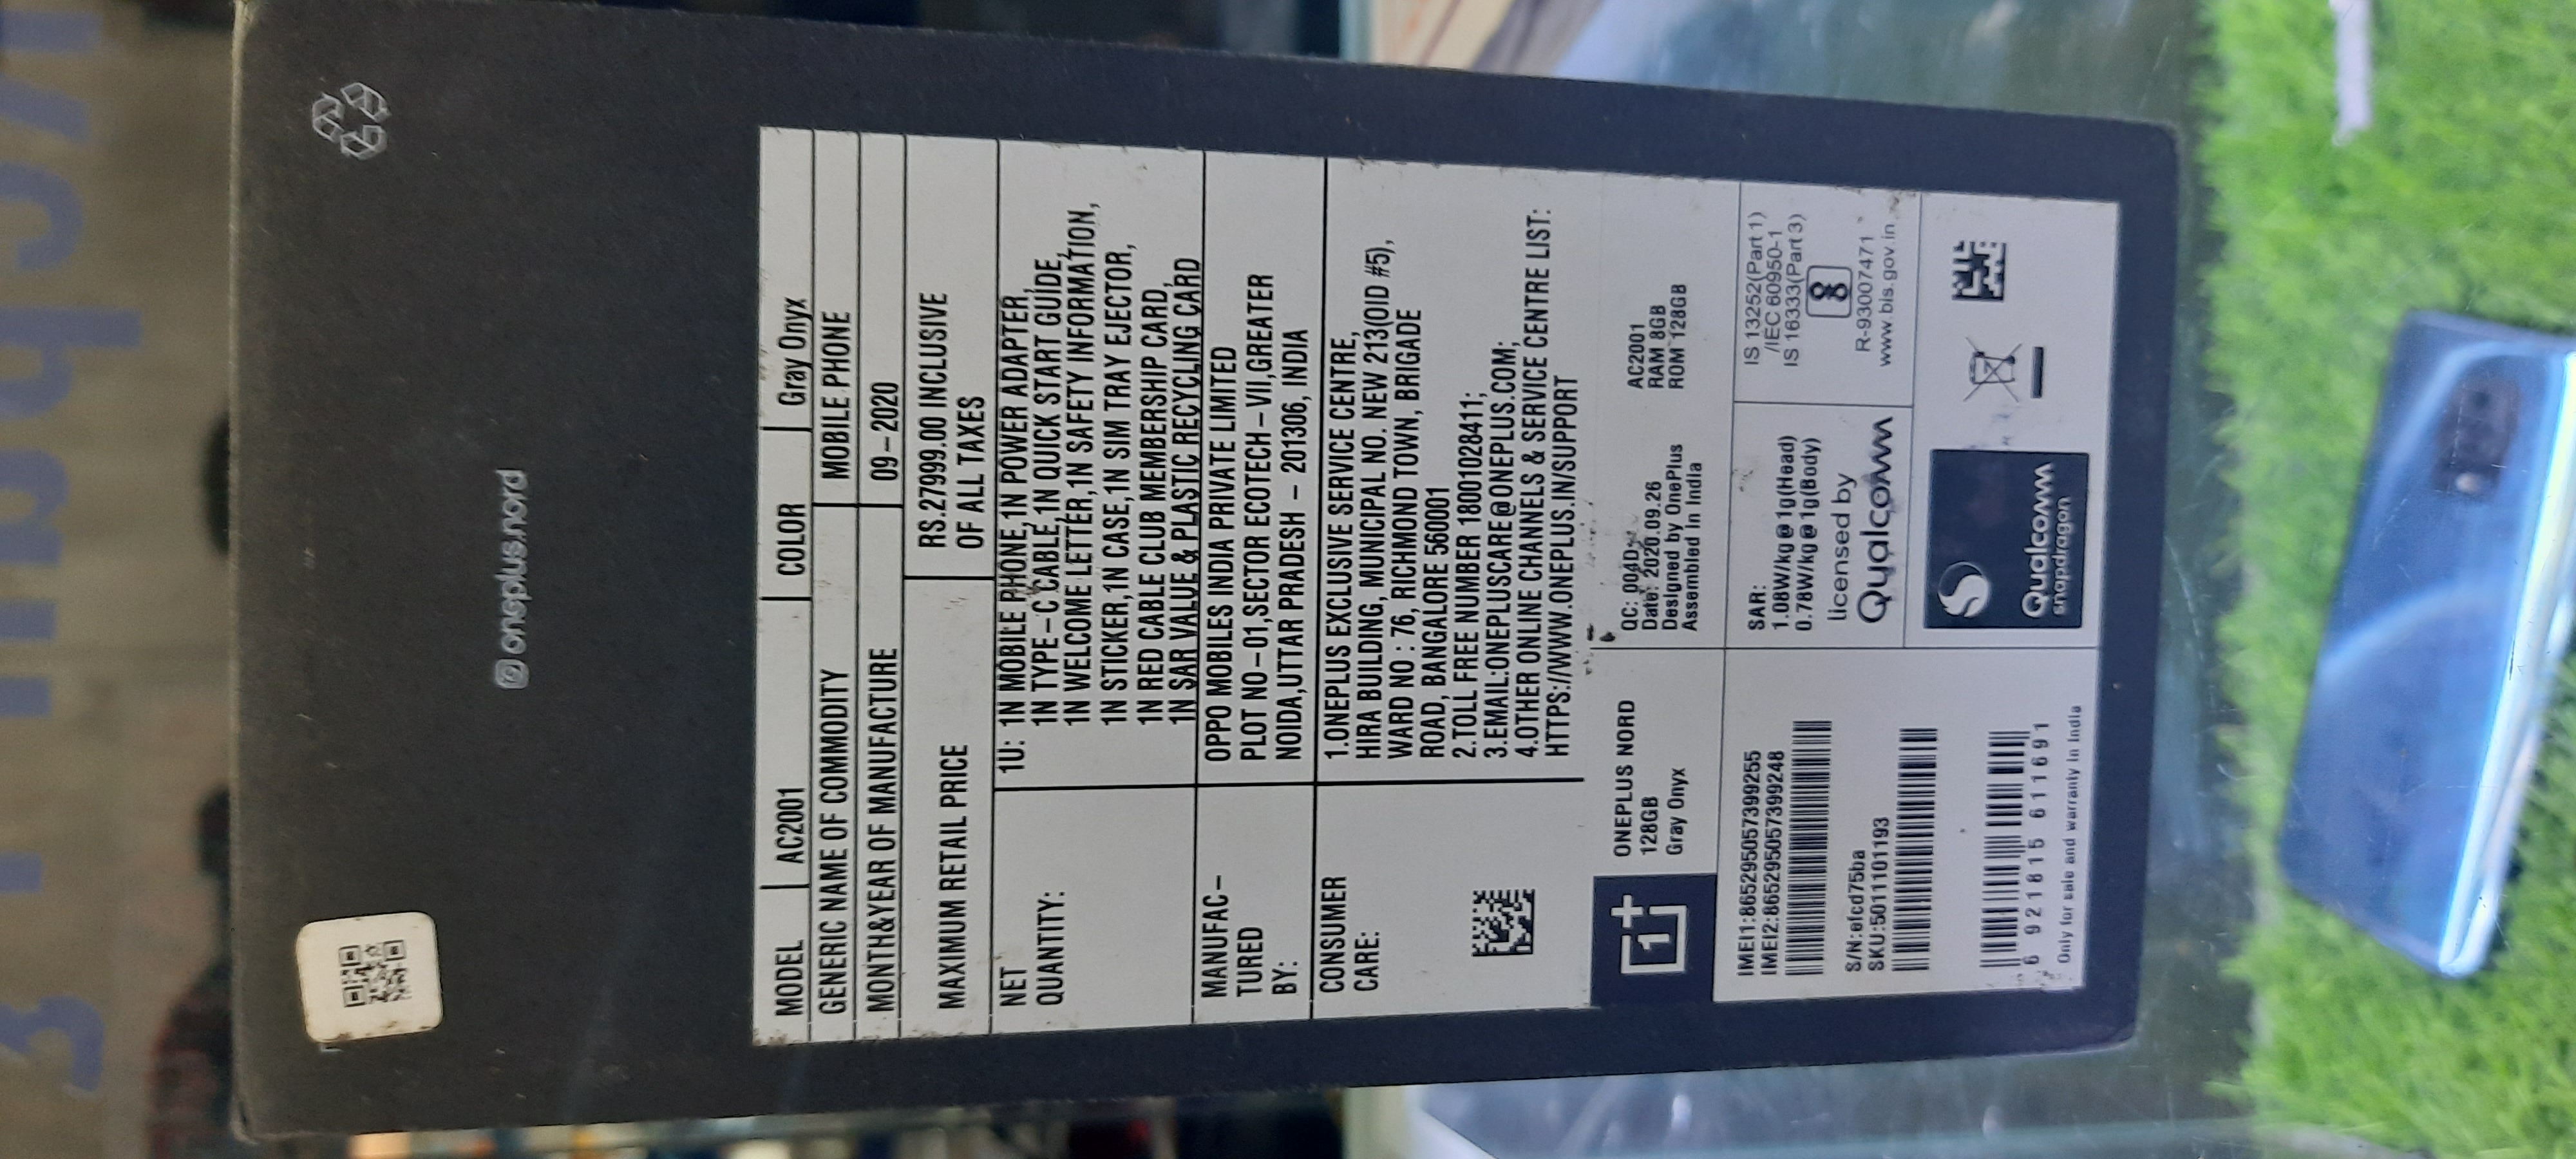 oneplus.nord
MODEL AC2001 COLOR Gray Onyx
GENERIC NAME OF COMMODITY MOBILE PHONE
MONTH&YEAR OF MANUFACTURE 09-2020
MAXIMUM RETAIL PRICE RS.27999.00 INCLUSIVE
OF ALL TAXES
NET QUANTITY: 1U: 1N MOBILE PHONE,1N POWER ADAPTER,
1N TYPE-C CABLE,1N QUICK START GUIDE,
1N WELCOME LETTER,1N SAFETY INFORMATION,
1N STICKER,1N CASE,1N SIM TRAY EJECTOR,
1N RED CABLE CLUB MEMBERSHIP CARD,
1N SAR VALUE & PLASTIC RECYCLING CARD
MANUFAC-
TURED
BY:
OPPO MOBILES INDIA PRIVATE LIMITED
PLOT NO-01,SECTOR ECOTECH-VII,GREATER
NOIDA,UTTAR PRADESH - 201306, INDIA
CONSUMER
CARE:
1.ONEPLUS EXCLUSIVE SERVICE CENTRE,
HIRA BUILDING, MUNICIPAL NO. NEW 213(OID #5),
WARD NO : 76, RICHMOND TOWN, BRIGADE
ROAD, BANGALORE 560001
2.TOLL FREE NUMBER 18001028411;
3.EMAIL:ONEPLUSCARE@ONEPLUS.COM;
4.OTHER ONLINE CHANNELS & SERVICE CENTRE LIST:
HTTPS://WWW.ONEPLUS.IN/SUPPORT
1+
ONEPLUS NORD
128GB
Gray Onyx
QC: 004D
Date: 2020.09.26
Designed by OnePlus
Assembled in India
AC2001
RAM 8GB
ROM 128GB
IMEI1:865295057399255
IMEI2:865295057399248
S/N:efcd75ba
SKU:5011101193
6 921815 611691
Only for sale and warranty in India
SAR:
1.08W/kg@1g(Head)
0.78W/kg@1g(Body)
licensed by
Qualcomm
IS 13252(Part 1)
/IEC 60950-1
IS 16333(Part 3)
R-93007471
www.bis.gov.in
Qualcomm
snapdragon